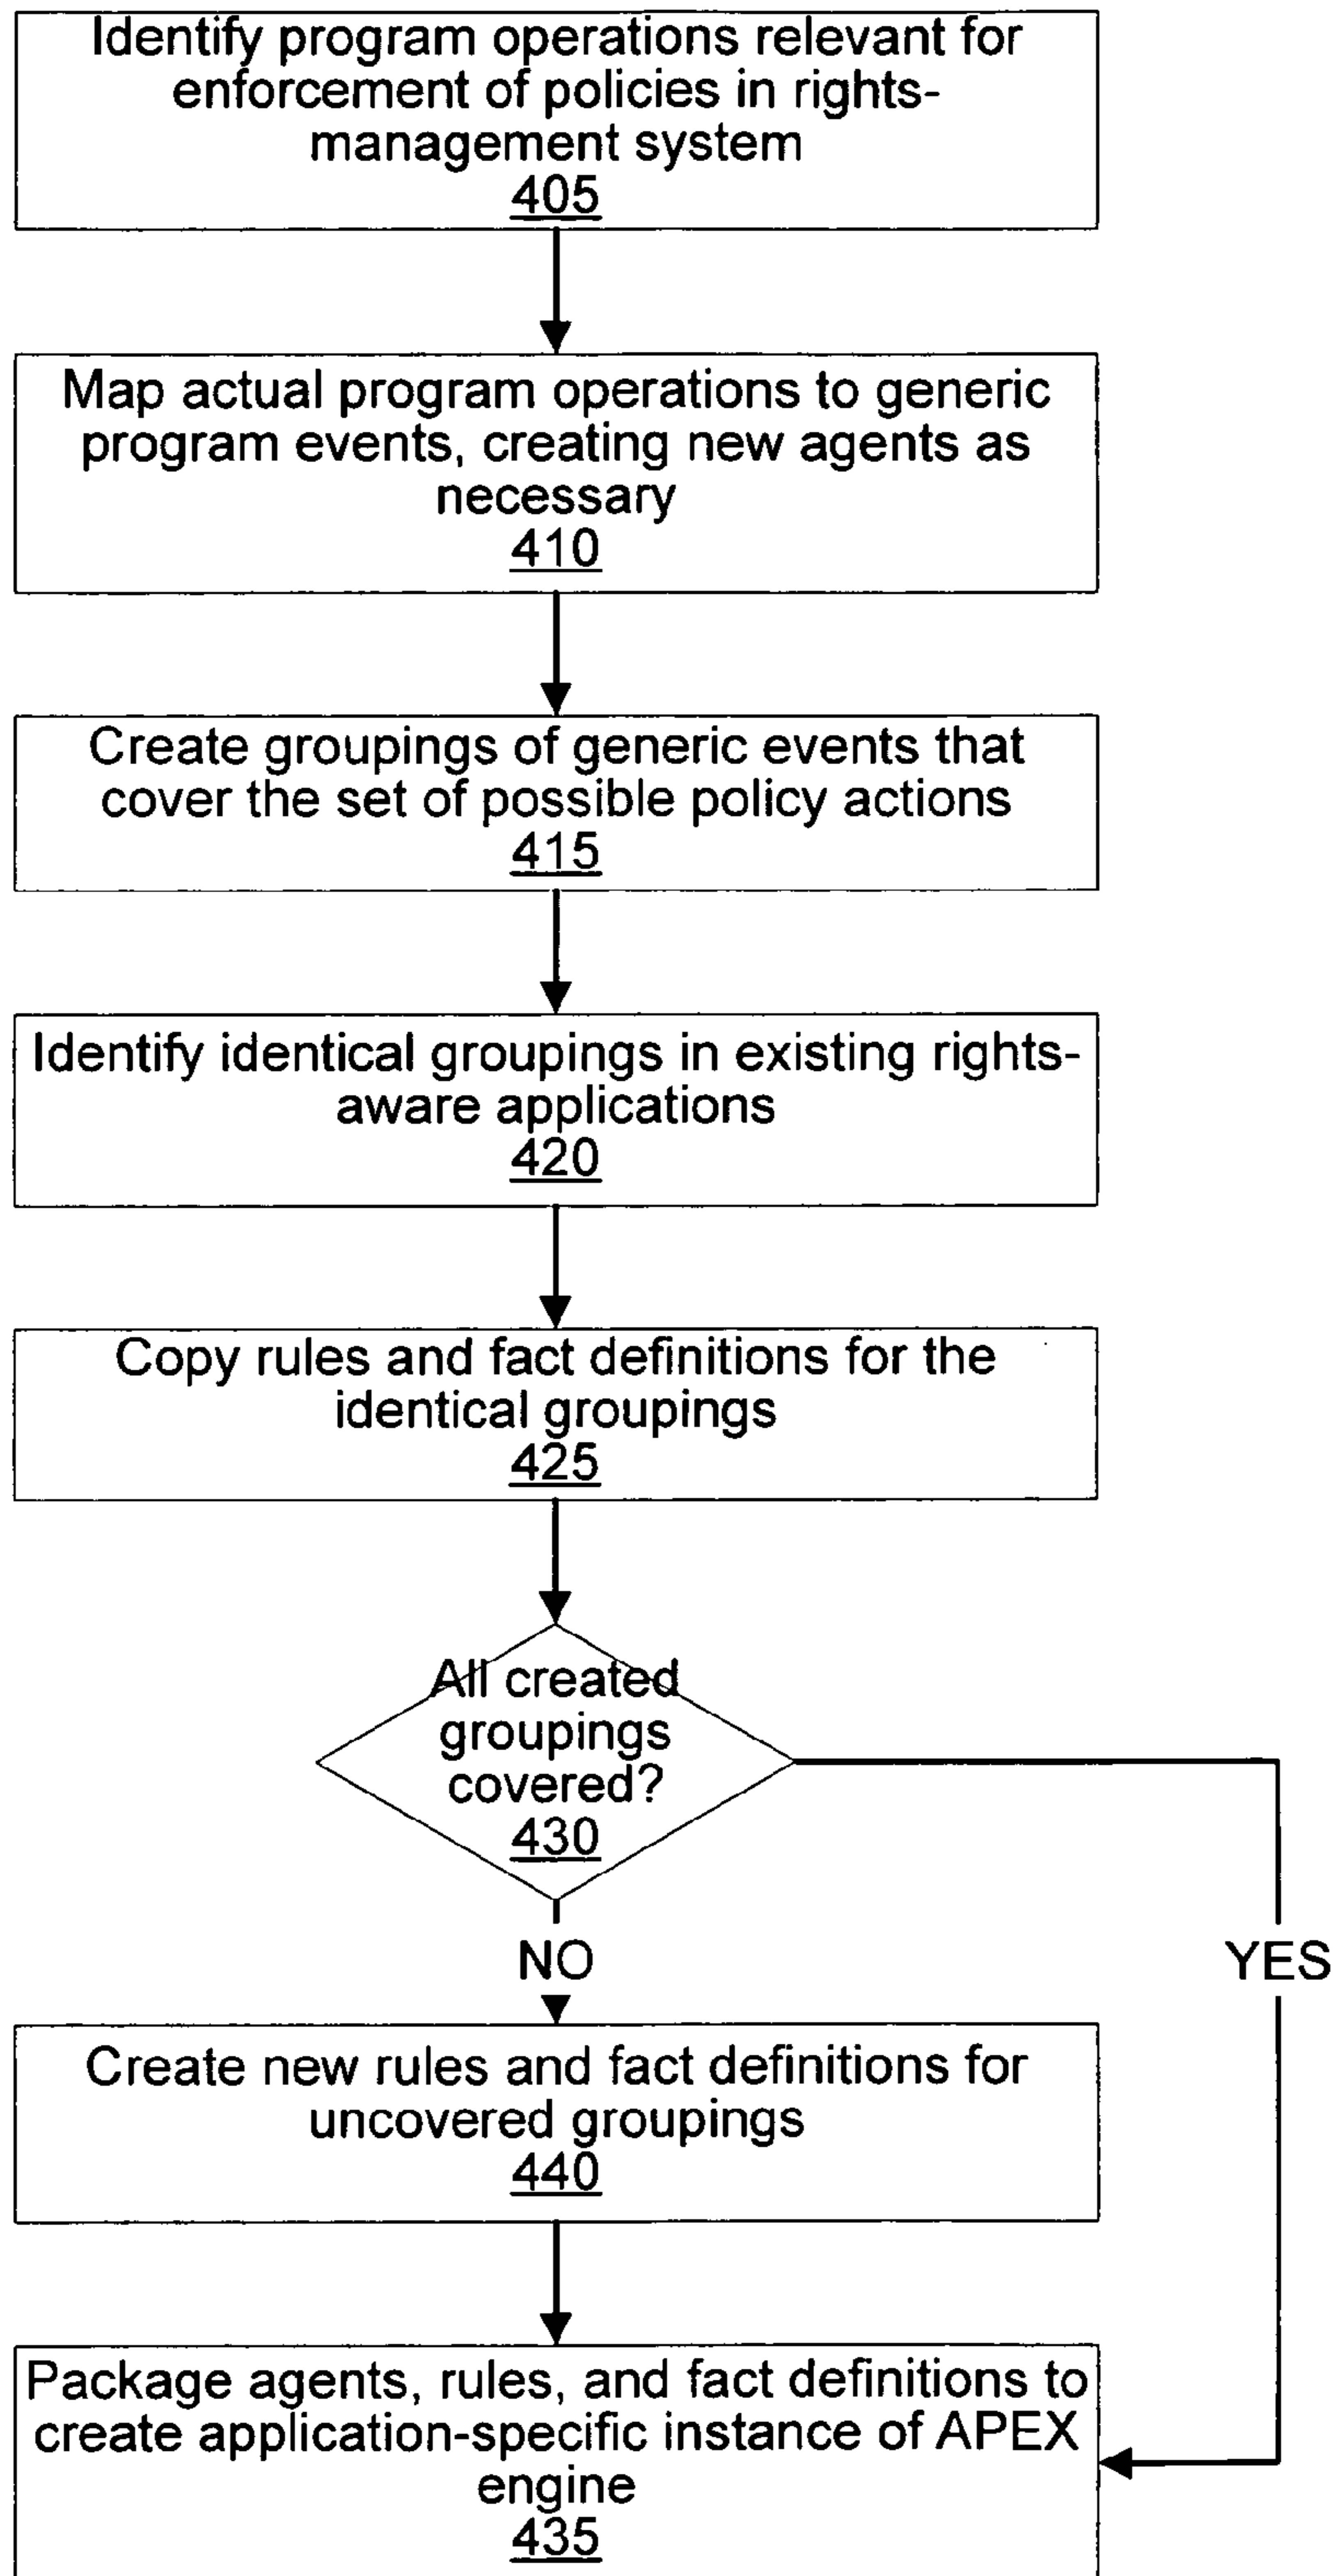 Identify program operations relevant for
enforcement of policies in rights-
management system
405
Map actual program operations to generic
program events, creating new agents as
necessary
410
Create groupings of generic events that
cover the set of possible policy actions
415
Identify identical groupings in existing rights-
aware applications
420
Copy rules and fact definitions for the
identical groupings
425
All created
groupings
covered?
430
NO
YES
Create new rules and fact definitions for
uncovered groupings
440
Package agents, rules, and fact definitions to
create application-specific instance of APEX
engine
435